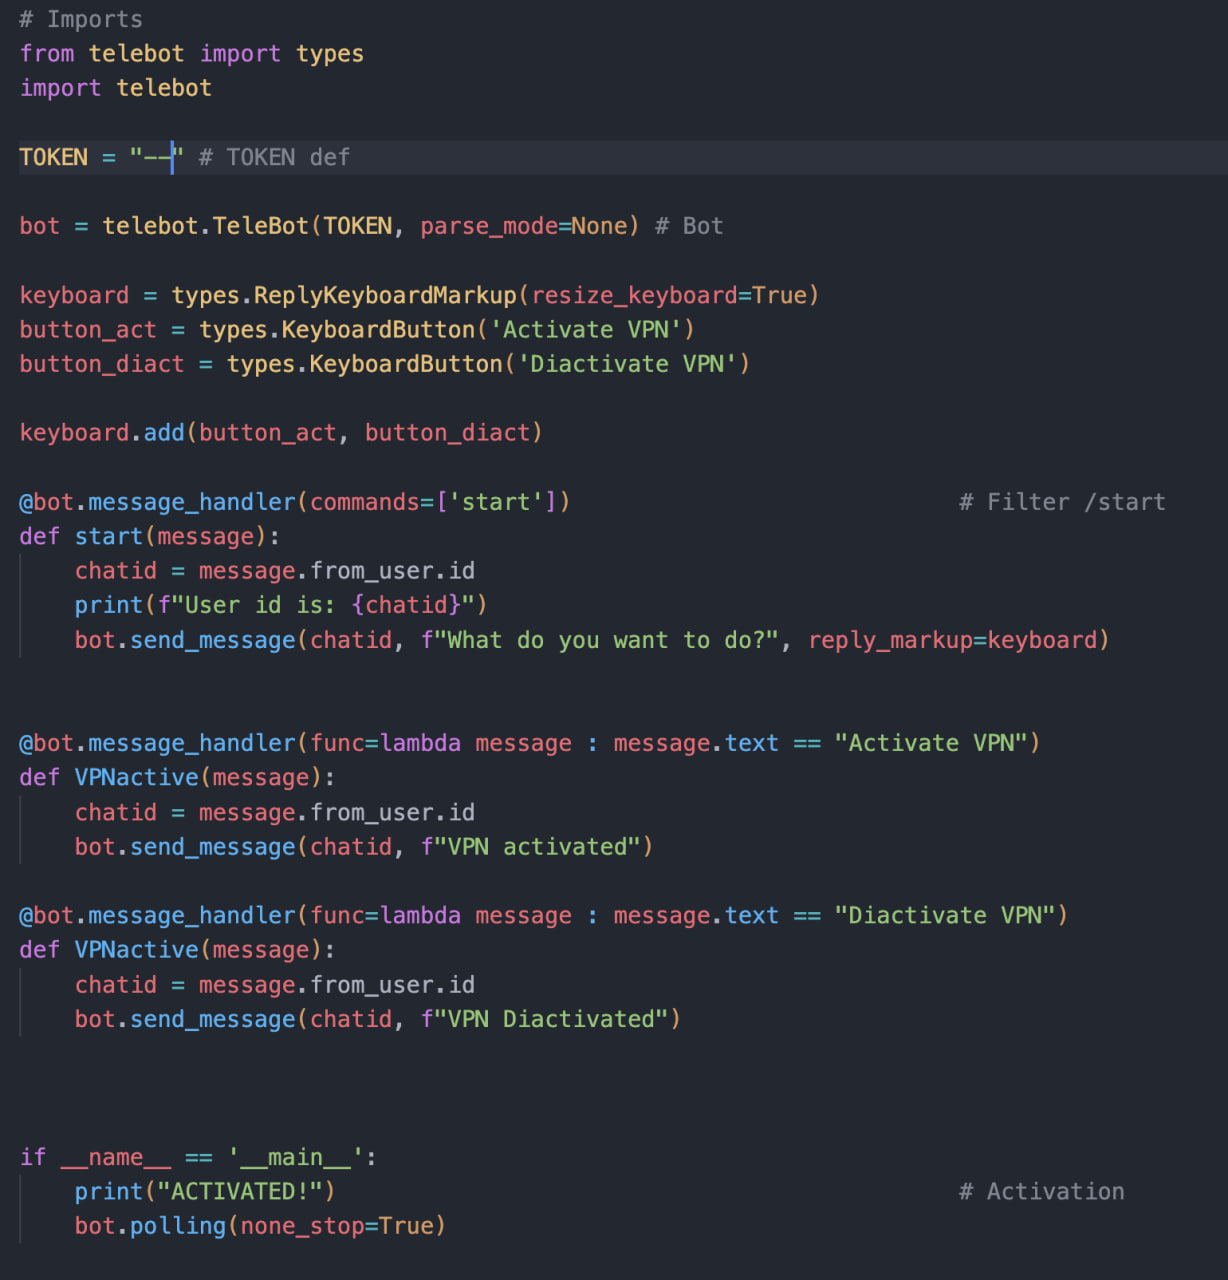 # Imports
from telebot import types
import telebot
TOKEN = "--" # TOKEN def
bot = telebot.TeleBot(TOKEN, parse_mode=None) # Bot
keyboard = types.ReplyKeyboardMarkup(resize_keyboard=True)
button_act = types.KeyboardButton('Activate VPN')
button_diact = types.KeyboardButton('Diactivate VPN')
keyboard.add(button_act, button_diact)
@bot.message_handler(commands=['start']) # Filter /start
def start(message):
    chatid = message.from_user.id
    print(f"User id is: {chatid}")
    bot.send_message(chatid, f"What do you want to do?", reply_markup=keyboard)
@bot.message_handler(func=lambda message : message.text == "Activate VPN")
def VPNactive(message):
    chatid = message.from_user.id
    bot.send_message(chatid, f"VPN activated")
@bot.message_handler(func=lambda message : message.text == "Diactivate VPN")
def VPNactive(message):
    chatid = message.from_user.id
    bot.send_message(chatid, f"VPN Diactivated")
if __name__ == '__main__':
    print("ACTIVATED!") # Activation
    bot.polling(none_stop=True)